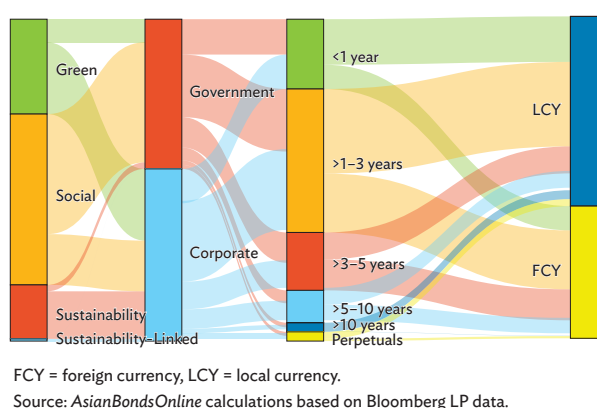 Green
Social
Sustainability
Sustainability-Linked
Government
Corporate
<1 year
>1–3 years
>3–5 years
>5–10 years
>10 years
Perpetuals
LCY
FCY
FCY = foreign currency, LCY = local currency.
Source: AsianBondsOnline calculations based on Bloomberg LP data.